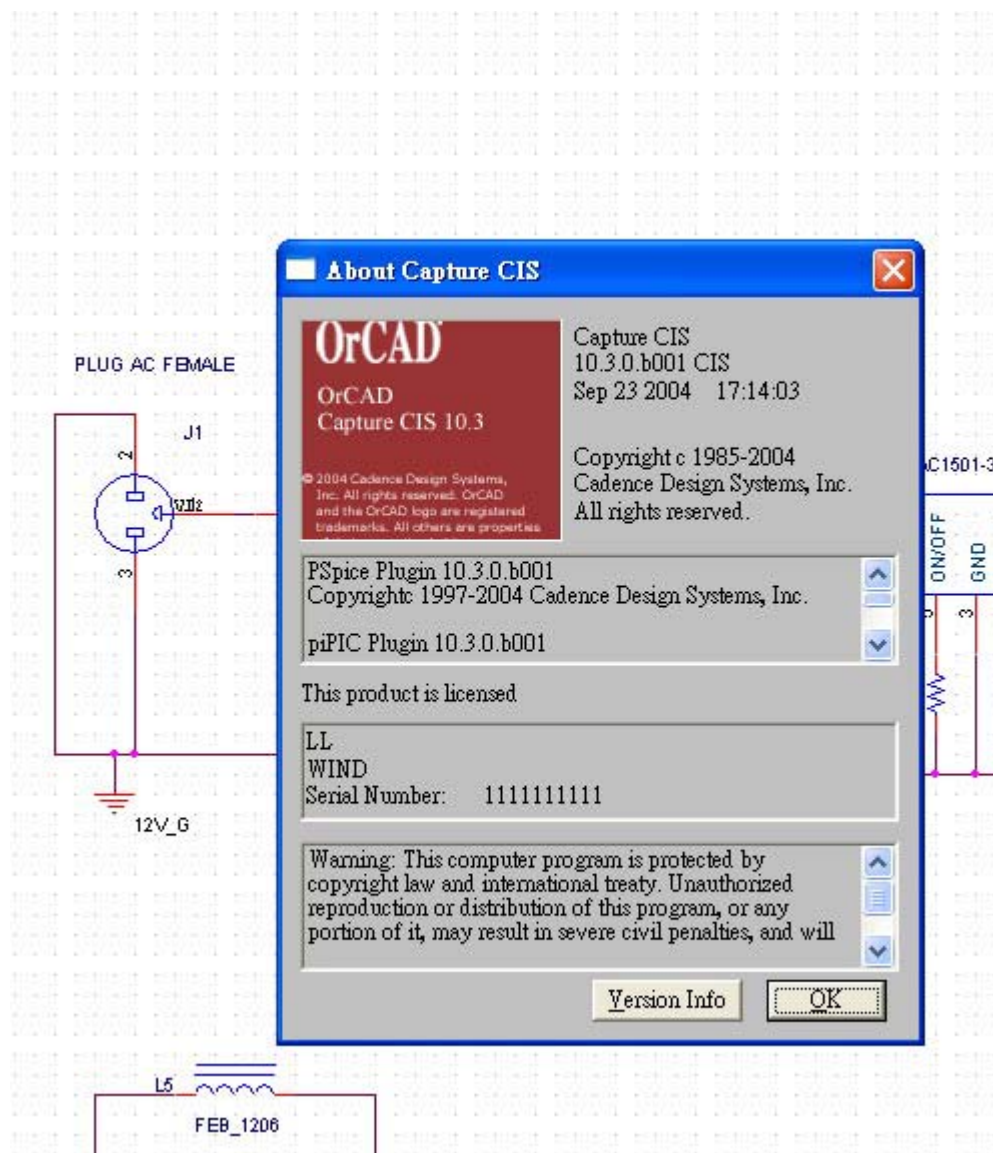 About Capture CIS
OrCAD
OrCAD
Capture CIS 10.3
© 2004 Cadence Design Systems,
Inc. All rights reserved. OrCAD
and the OrCAD logo are registered
trademarks. All others are properties
Capture CIS
10.3.0.b001 CIS
Sep 23 2004 17:14:03
Copyright c 1985-2004
Cadence Design Systems, Inc.
All rights reserved.
PSpice Plugin 10.3.0.b001
Copyrightc 1997-2004 Cadence Design Systems, Inc.
piPIC Plugin 10.3.0.b001
This product is licensed
LL
WIND
Serial Number: 1111111111
Warning: This computer program is protected by
copyright law and international treaty. Unauthorized
reproduction or distribution of this program, or any
portion of it, may result in severe civil penalties, and will
Version Info
OK
PLUG AC FEMALE
J1
2
3
12V_G
AC1501-3
ON/OFF
GND
3
L5
FEB_1206